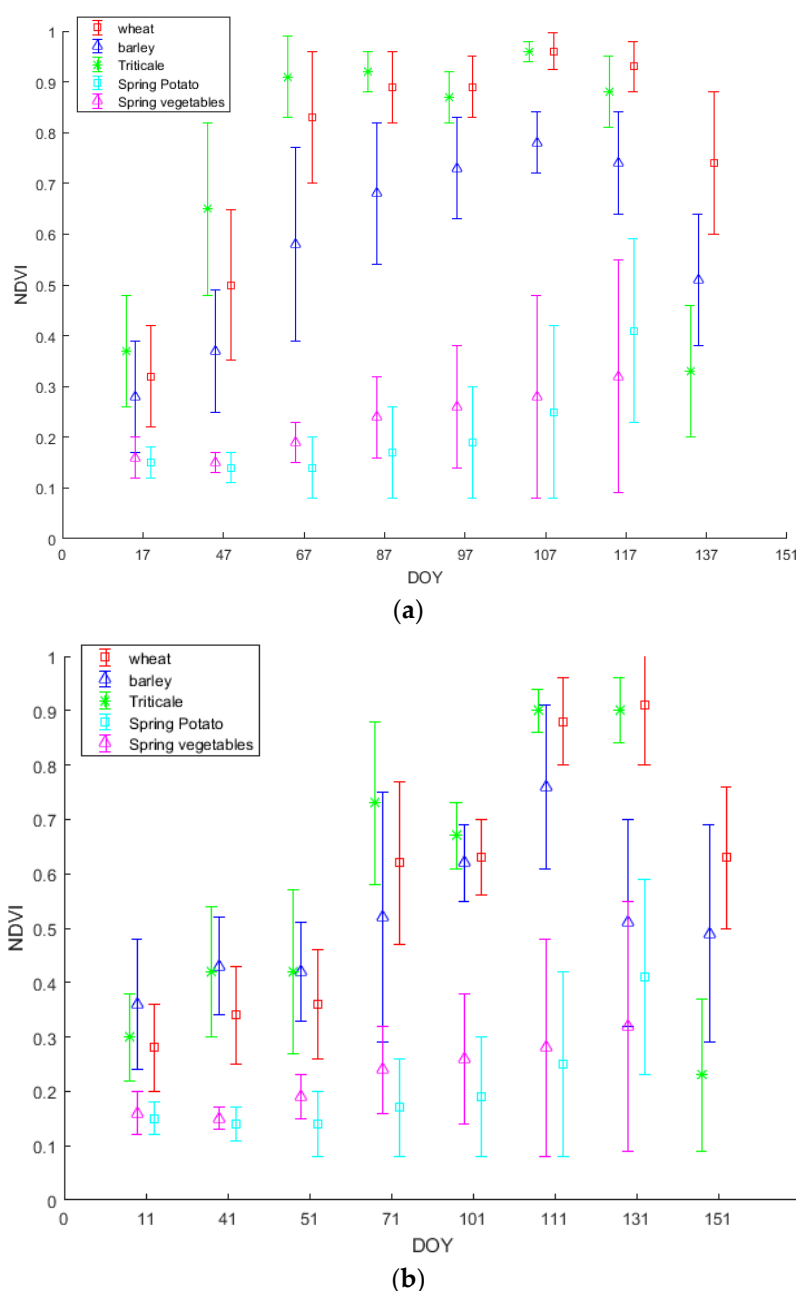 wheat
barley
Triticale
Spring Potato
Spring vegetables
1
0.9
0.8
0.7
0.6
0.5
0.4
0.3
0.2
0.1
0
NDVI
0 17 47 67 87 97 107 117 137 151
DOY
(a)
wheat
barley
Triticale
Spring Potato
Spring vegetables
1
0.9
0.8
0.7
0.6
0.5
0.4
0.3
0.2
0.1
0
NDVI
0 11 41 51 71 101 111 131 151
DOY
(b)